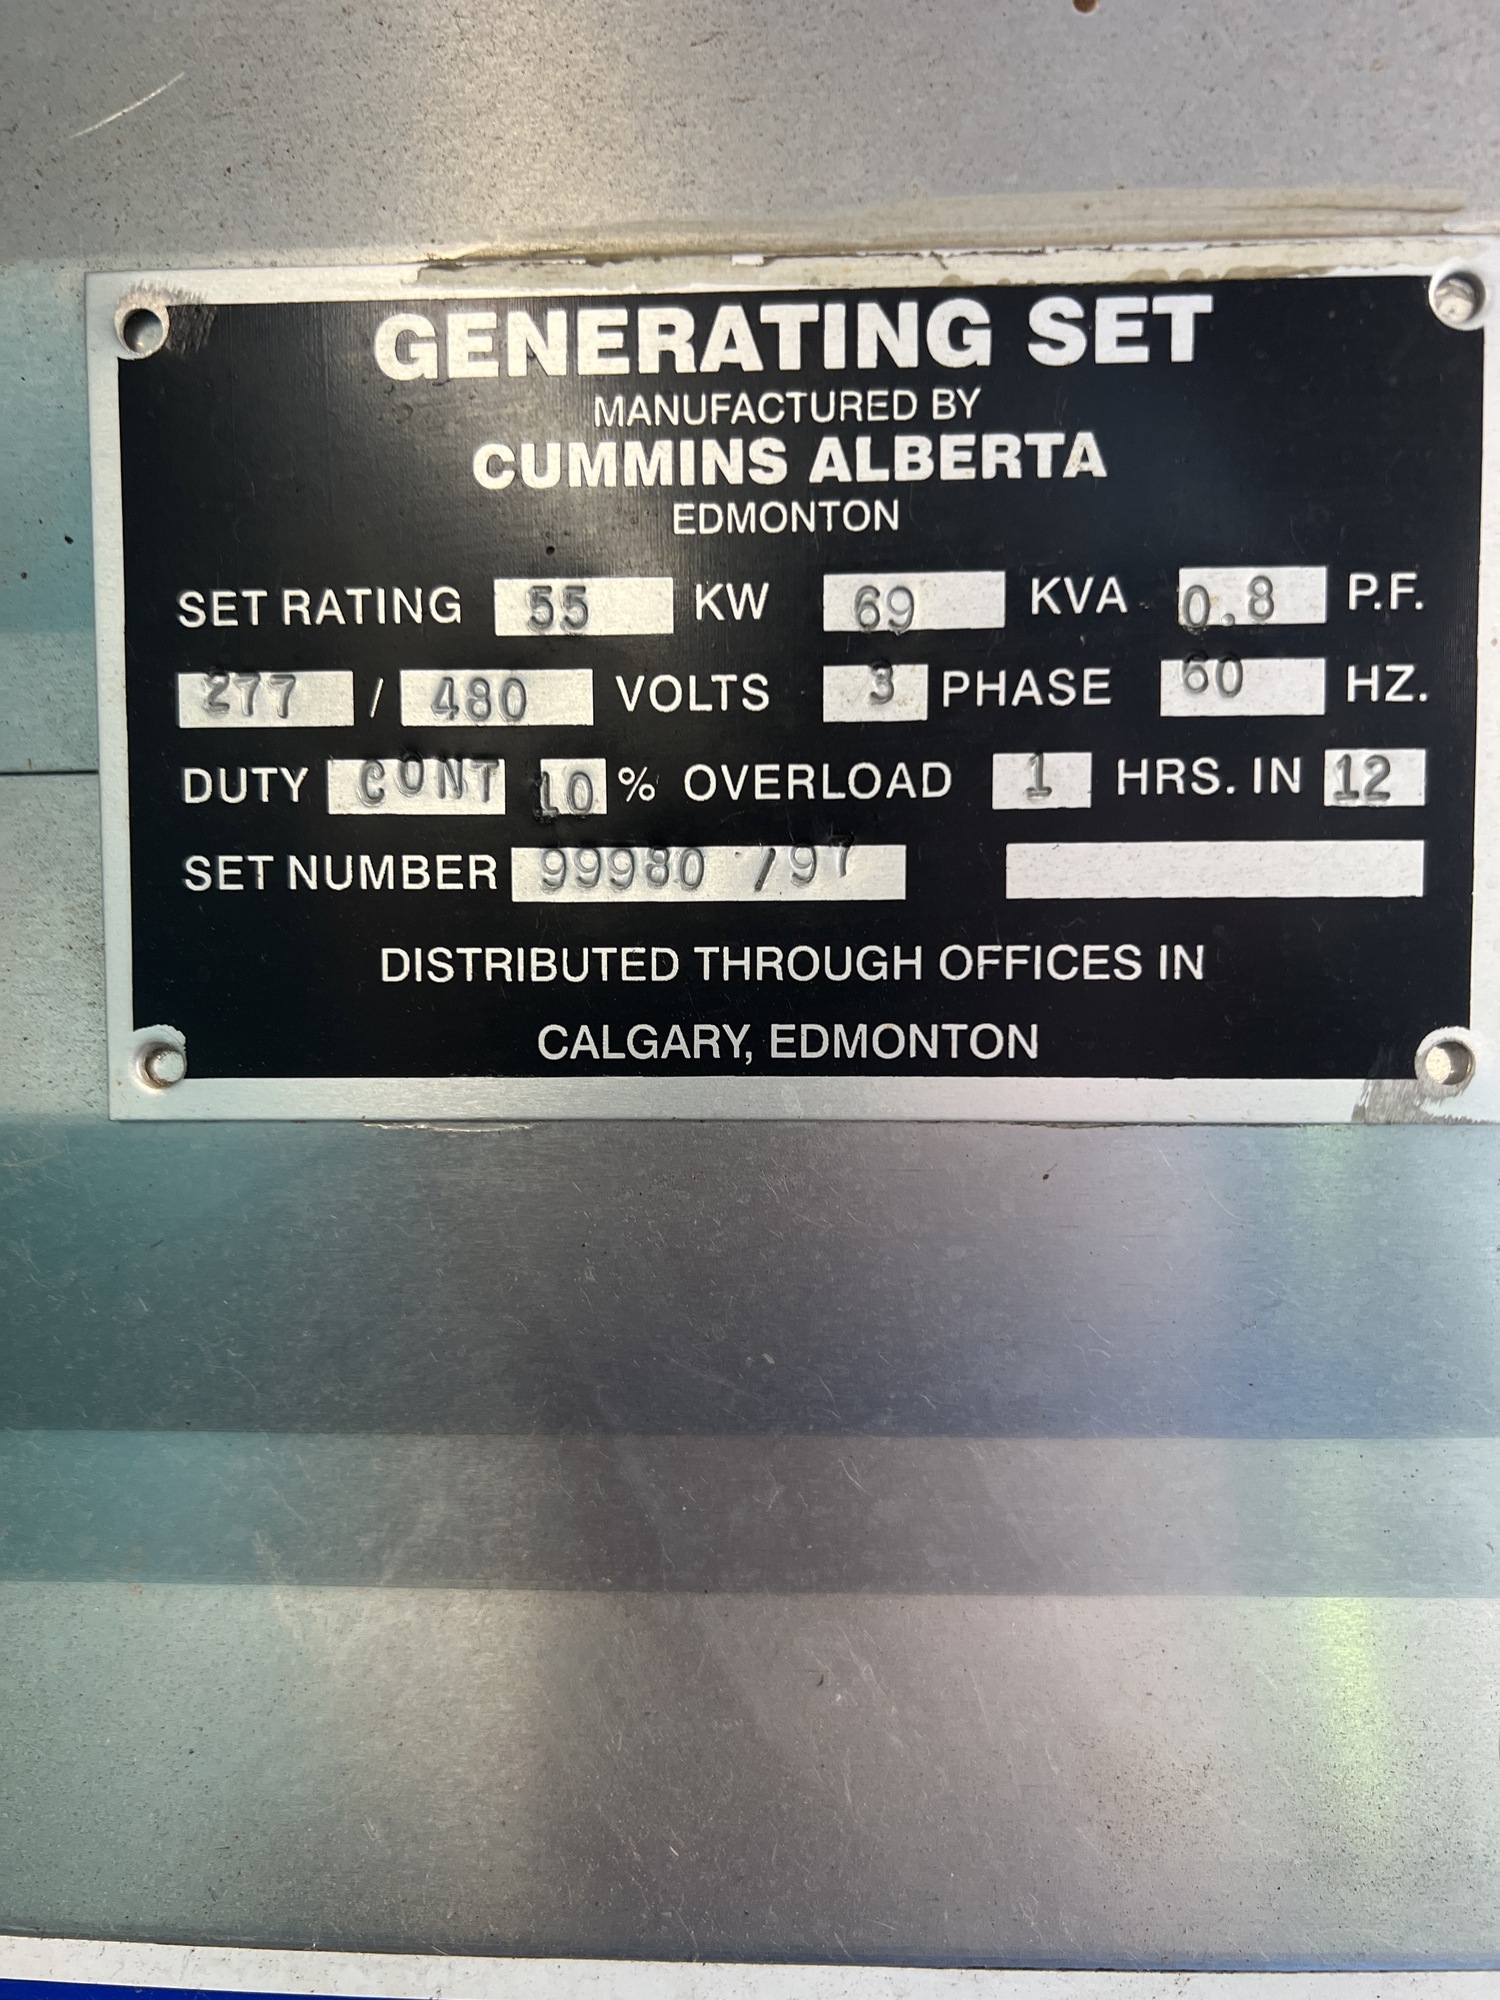 GENERATING SET
MANUFACTURED BY
CUMMINS ALBERTA
EDMONTON
SET RATING 55 KW 69 KVA 0.8 P.F.
277 / 480 VOLTS 3 PHASE 60 HZ.
DUTY CONT 10 % OVERLOAD 1 HRS. IN 12
SET NUMBER 99980 /97
DISTRIBUTED THROUGH OFFICES IN
CALGARY, EDMONTON